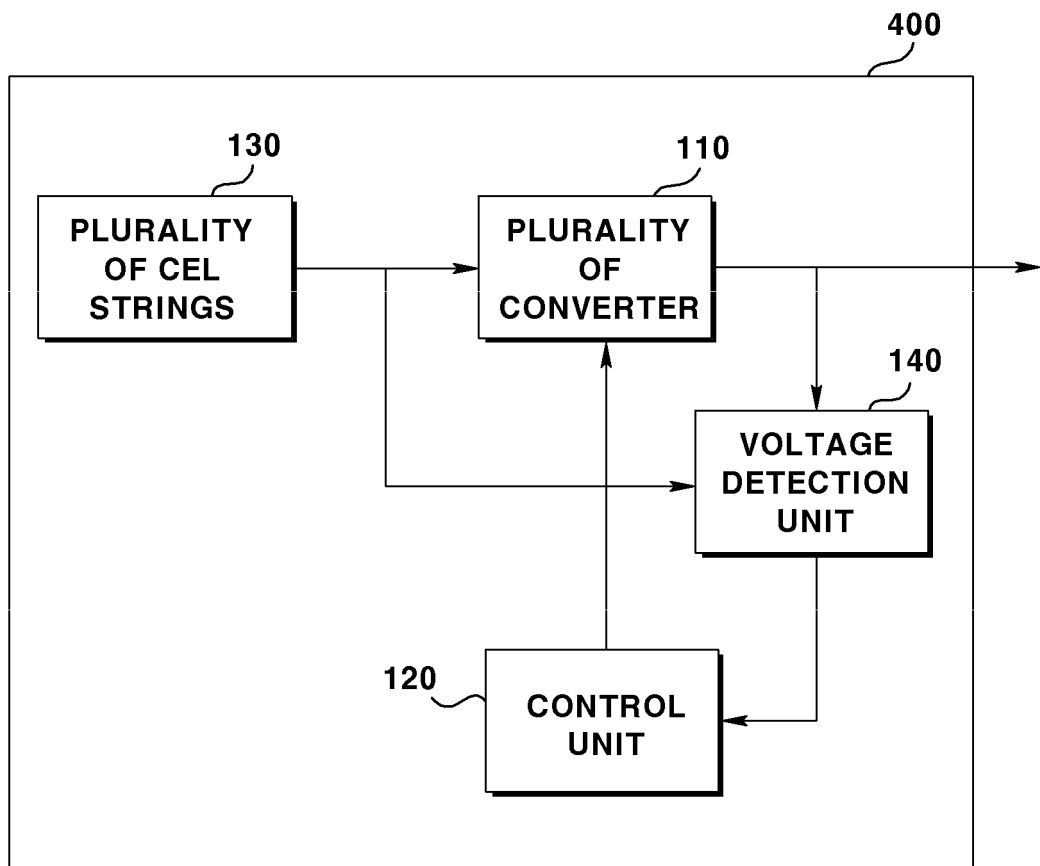 400
130
110
PLURALITY
OF CEL
STRINGS
PLURALITY
OF
CONVERTER
140
VOLTAGE
DETECTION
UNIT
120
CONTROL
UNIT